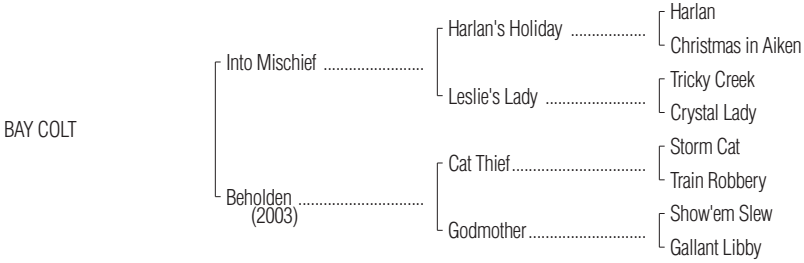 Harlan
Harlan's Holiday ....................
Christmas in Aiken
Into Mischief ..........................
Tricky Creek
Leslie's Lady ..........................
Crystal Lady
BAY COLT
Storm Cat
Cat Thief...................................
Train Robbery
Beholden ................................
(2003)
Show'em Slew
Godmother...............................
Gallant Libby